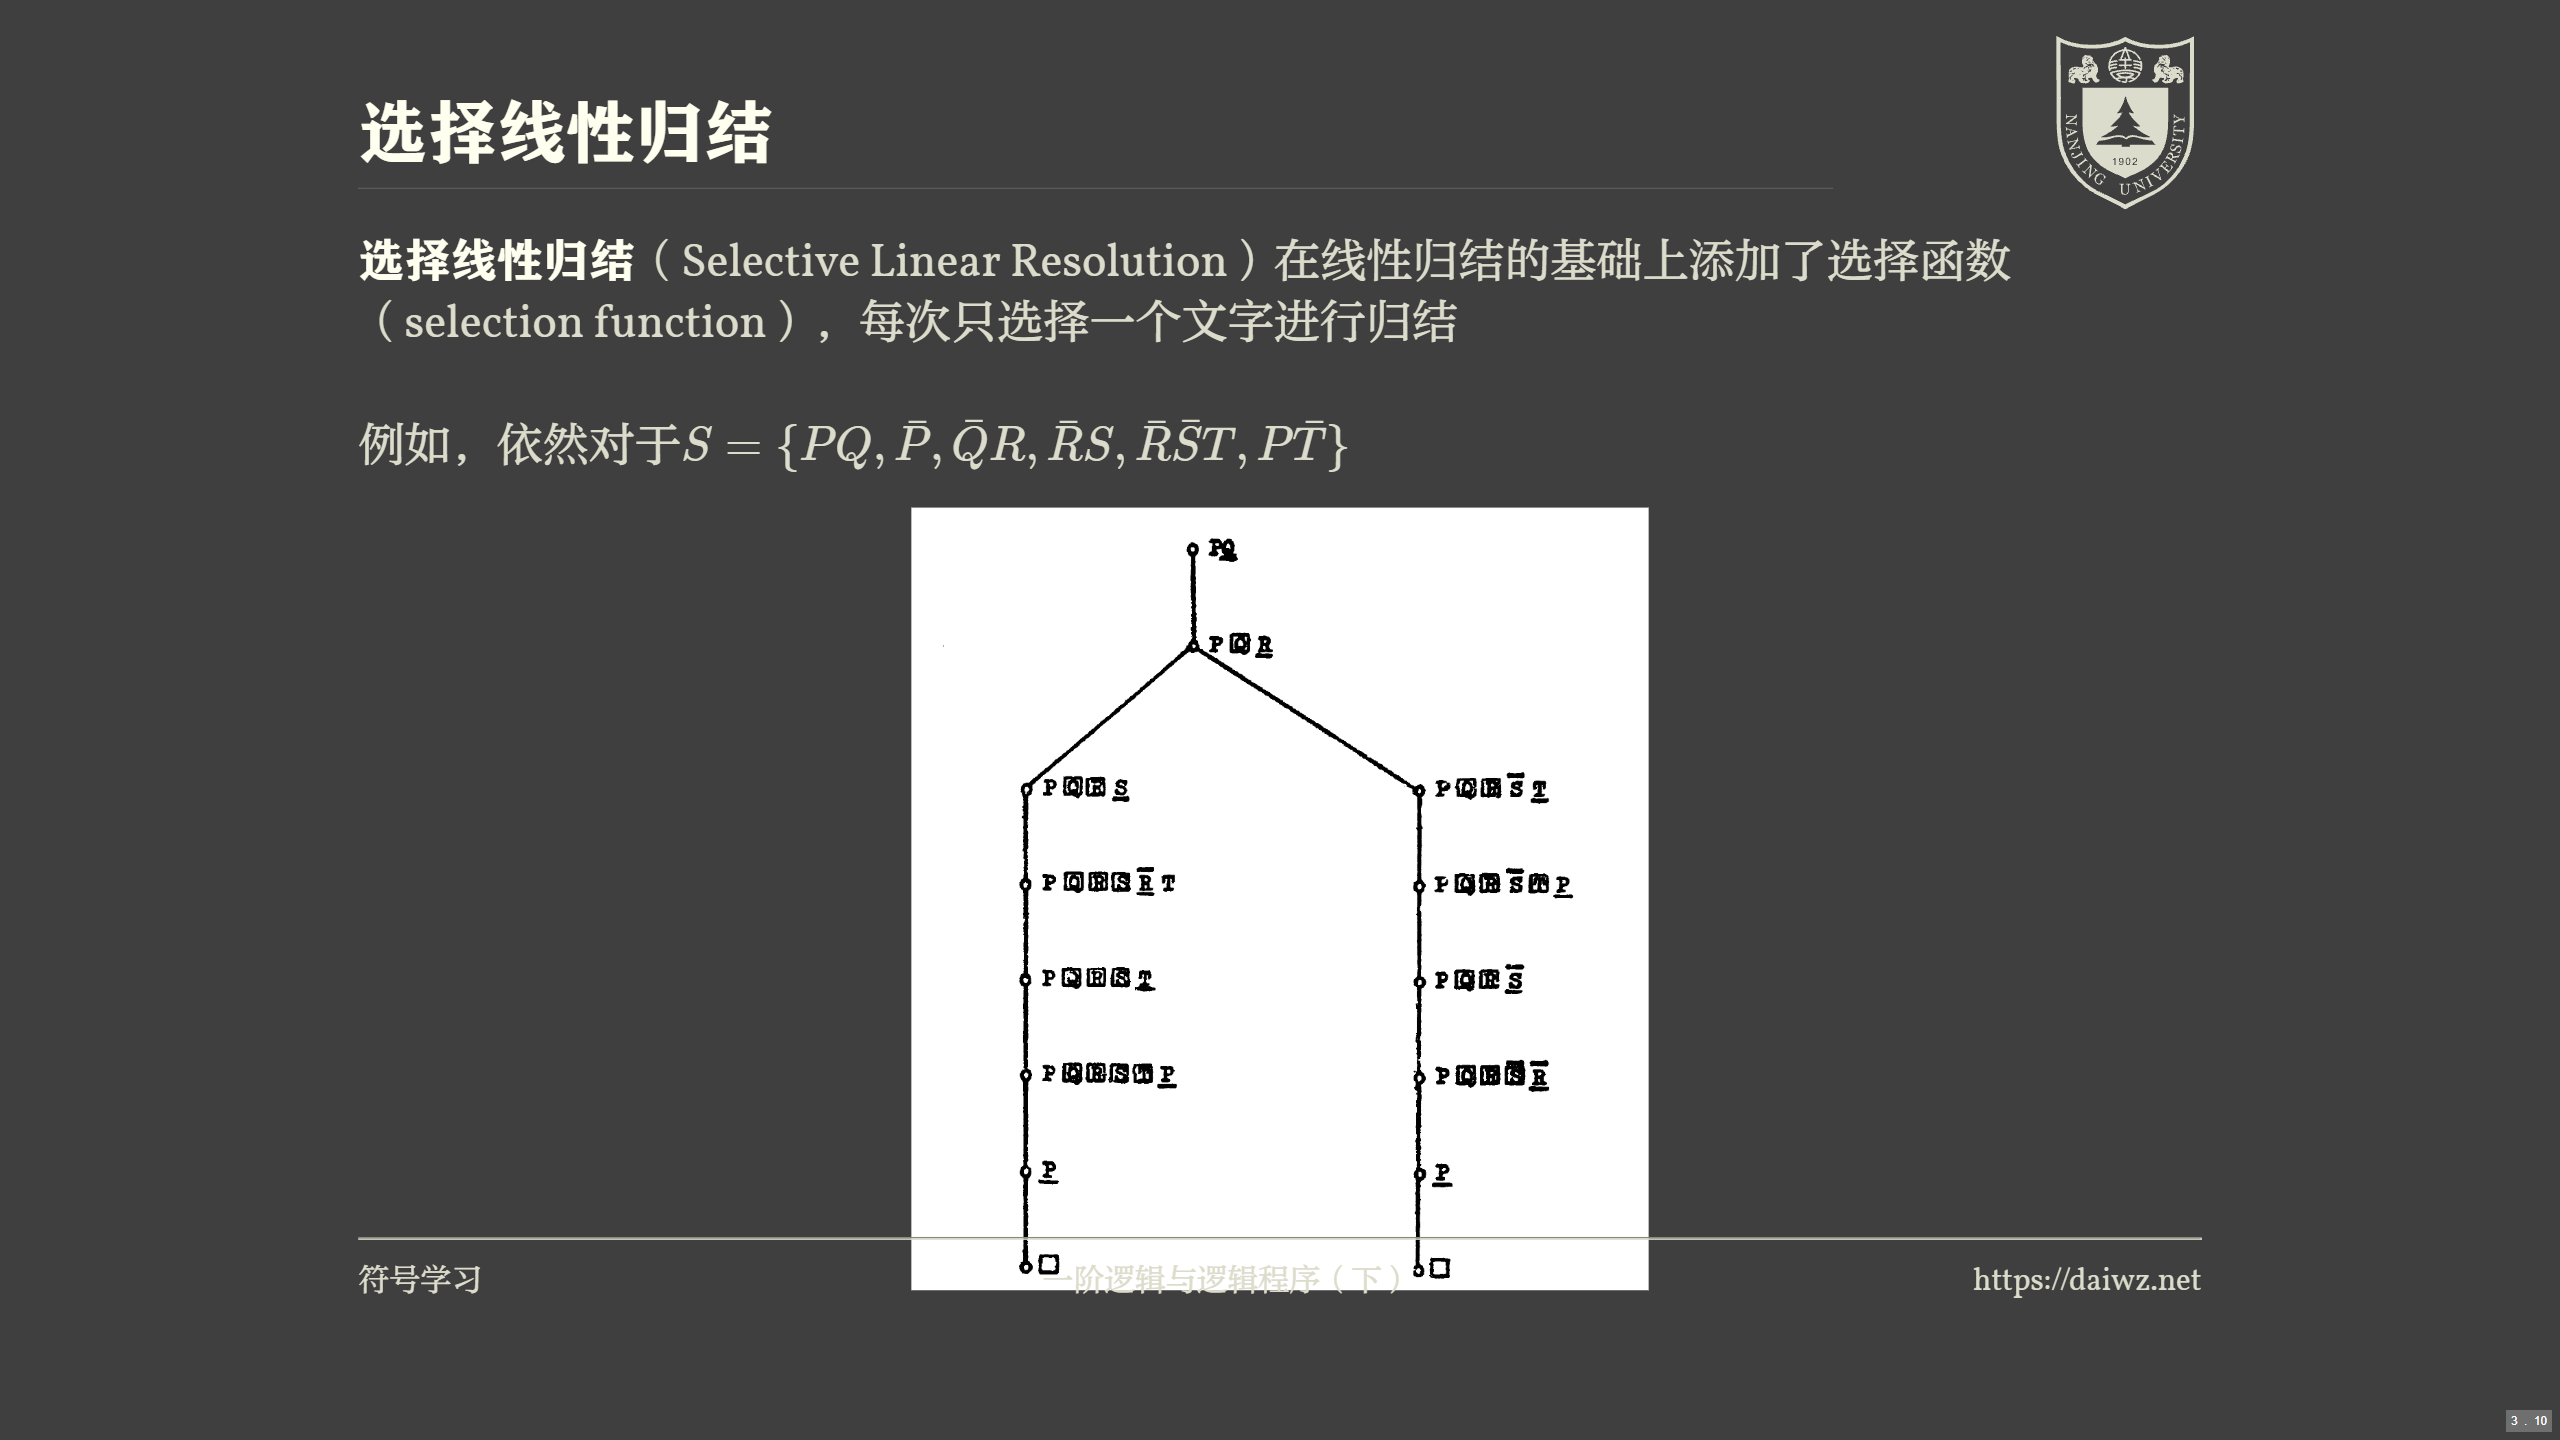 选择线性归结
NANJING UNIVERSITY
1902
选择线性归结（Selective Linear Resolution）在线性归结的基础上添加了选择函数
（selection function），每次只选择一个文字进行归结
例如，依然对于S = {PQ, P̄, Q̄R, R̄S, R̄S̄T, PT̄}
PQ
P Q R
P Q R S
P Q R S̄ T
P Q R S R̄ T
P Q R S̄ T P
P Q R S T
P Q R S̄
P Q R S T P
P Q R S̄ R̄
P
P
□
□
符号学习
一阶逻辑与逻辑程序（下）
https://daiwz.net
3 . 10